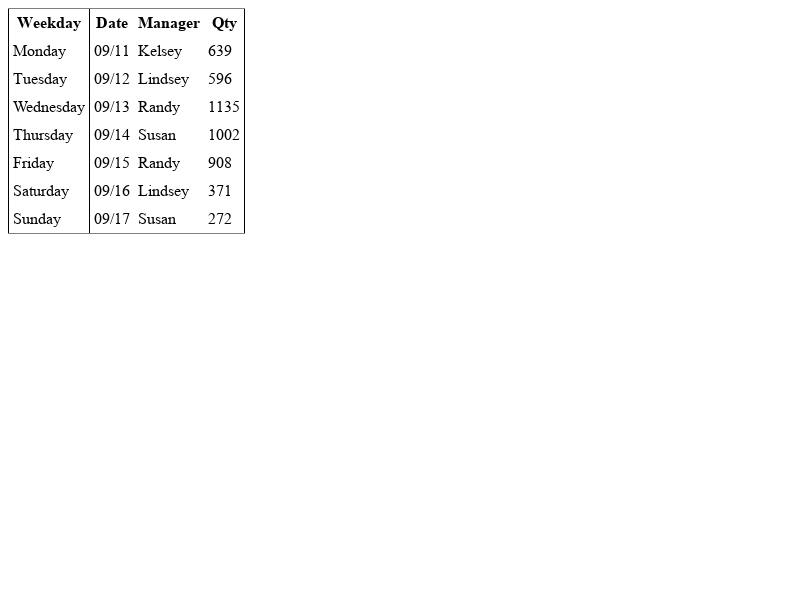 Weekday Date Manager Qty
Monday 09/11 Kelsey 639
Tuesday 09/12 Lindsey 596
Wednesday 09/13 Randy 1135
Thursday 09/14 Susan 1002
Friday 09/15 Randy 908
Saturday 09/16 Lindsey 371
Sunday 09/17 Susan 272